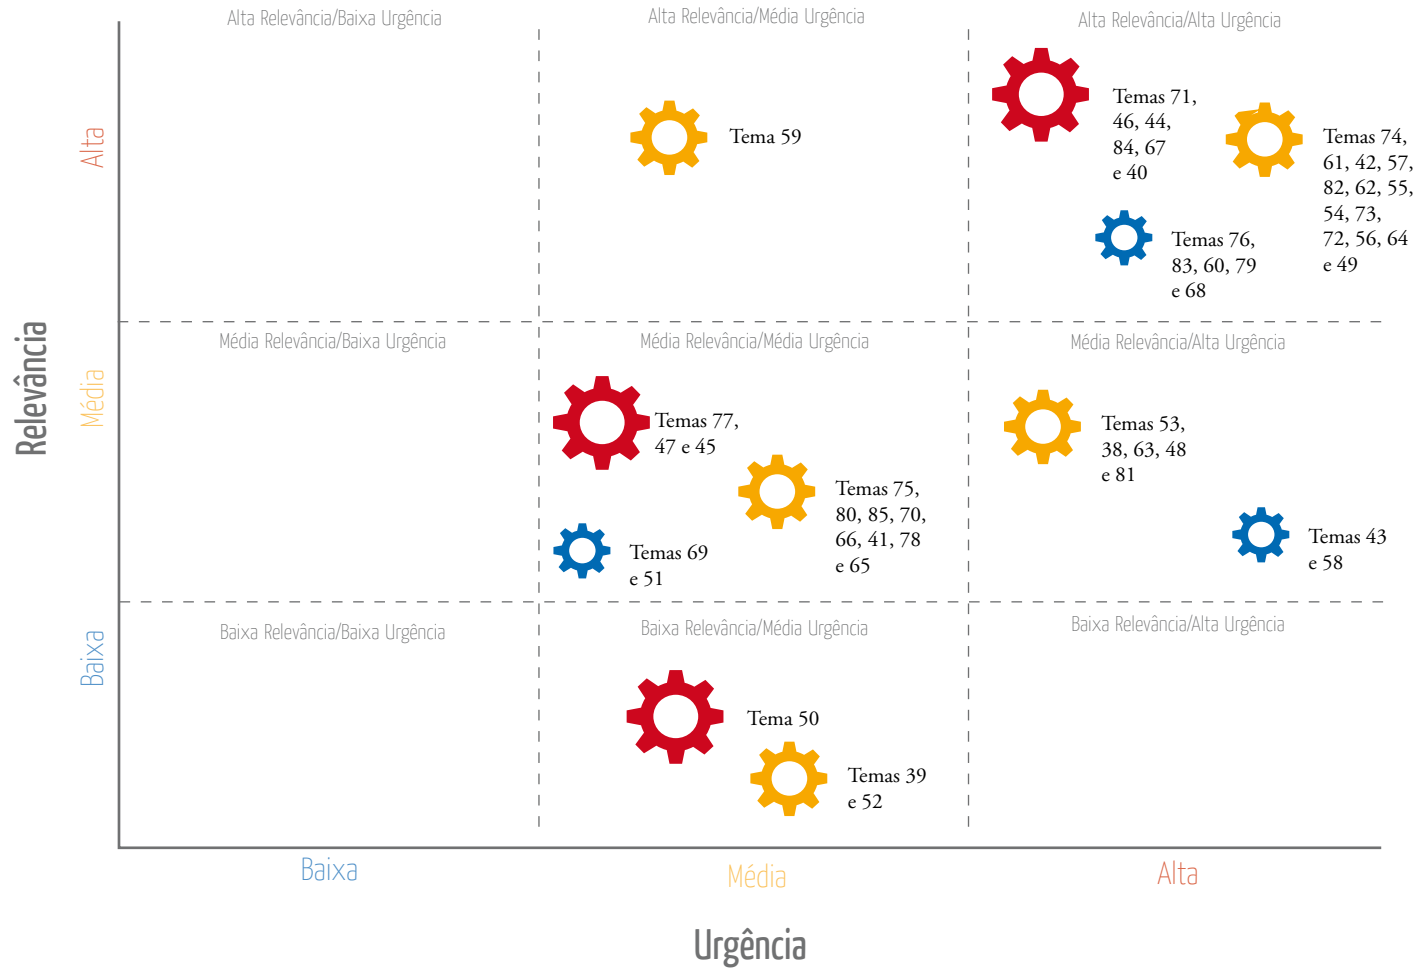 Alta Relevância/Baixa Urgência
Alta Relevância/Média Urgência
Alta Relevância/Alta Urgência
Alta
Tema 59
Temas 71,
46, 44,
84, 67
e 40
Temas 74,
61, 42, 57,
82, 62, 55,
54, 73,
72, 56, 64
e 49
Temas 76,
83, 60, 79
e 68
Relevância
Média Relevância/Baixa Urgência
Média Relevância/Média Urgência
Média Relevância/Alta Urgência
Média
Temas 77,
47 e 45
Temas 75,
80, 85, 70,
66, 41, 78
e 65
Temas 69
e 51
Temas 53,
38, 63, 48
e 81
Temas 43
e 58
Baixa Relevância/Baixa Urgência
Baixa Relevância/Média Urgência
Baixa Relevância/Alta Urgência
Baixa
Tema 50
Temas 39
e 52
Baixa
Média
Alta
Urgência